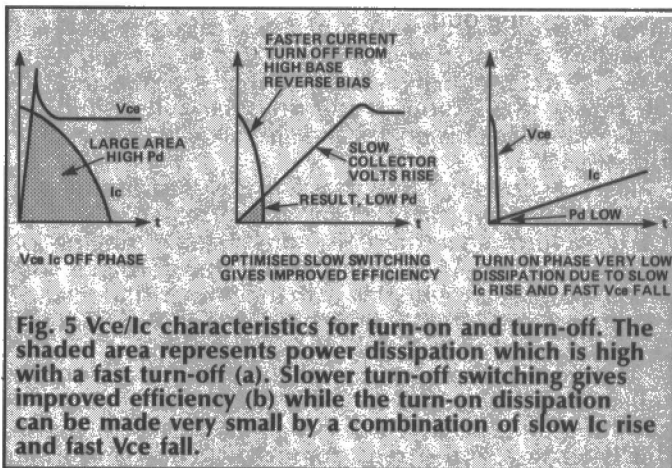 Vce
LARGE AREA
HIGH Pd
Ic
t
Vce Ic OFF PHASE
FASTER CURRENT
TURN OFF FROM
HIGH BASE
REVERSE BIAS
SLOW
COLLECTOR
VOLTS RISE
RESULT, LOW Pd
t
OPTIMISED SLOW SWITCHING
GIVES IMPROVED EFFICIENCY
Vce
Ic
Pd LOW
t
TURN ON PHASE VERY LOW
DISSIPATION DUE TO SLOW
Ic RISE AND FAST Vce FALL
Fig. 5 Vce/Ic characteristics for turn-on and turn-off. The
shaded area represents power dissipation which is high
with a fast turn-off (a). Slower turn-off switching gives
improved efficiency (b) while the turn-on dissipation
can be made very small by a combination of slow Ic rise
and fast Vce fall.